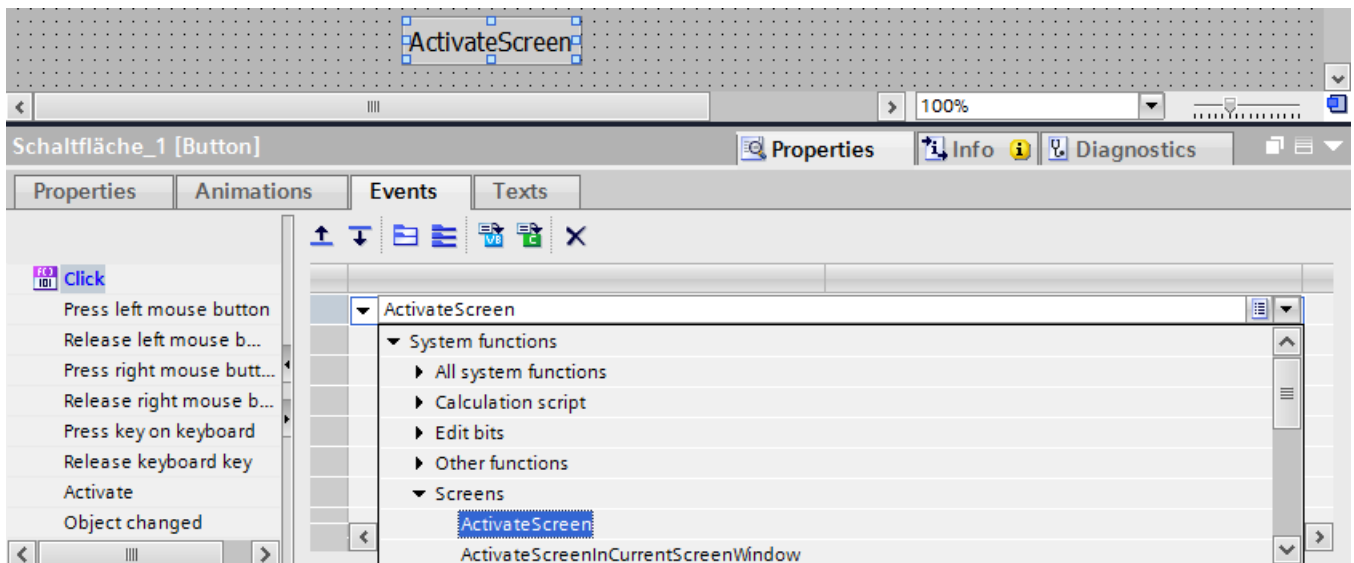 ActivateScreen
100%
Schaltfläche_1 [Button]
Properties Info Diagnostics
Properties Animations Events Texts
Click
Press left mouse button
Release left mouse b...
Press right mouse butt...
Release right mouse b...
Press key on keyboard
Release keyboard key
Activate
Object changed
ActivateScreen
System functions
All system functions
Calculation script
Edit bits
Other functions
Screens
ActivateScreen
ActivateScreenInCurrentScreenWindow